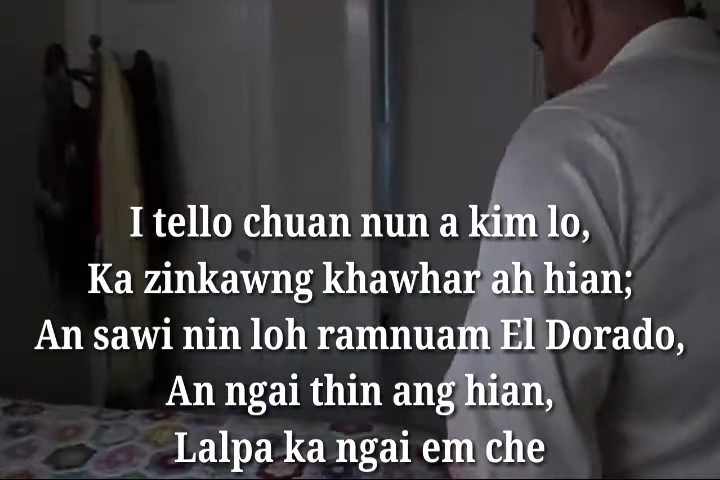 I tello chuan nun a kim lo,
Ka zinkawng khawhar ah hian;
An sawi nin loh ramnuam El Dorado,
An ngai thin ang hian,
Lalpa ka ngai em che